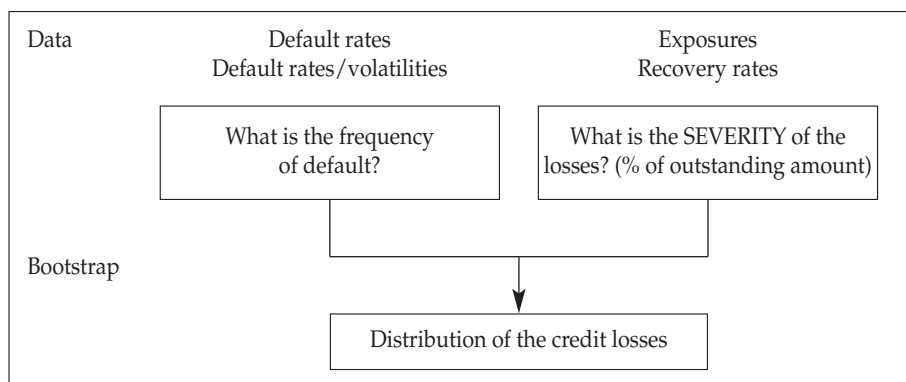 Data
Default rates
Default rates/volatilities
Exposures
Recovery rates
What is the frequency
of default?
What is the SEVERITY of the
losses? (% of outstanding amount)
Bootstrap
Distribution of the credit losses